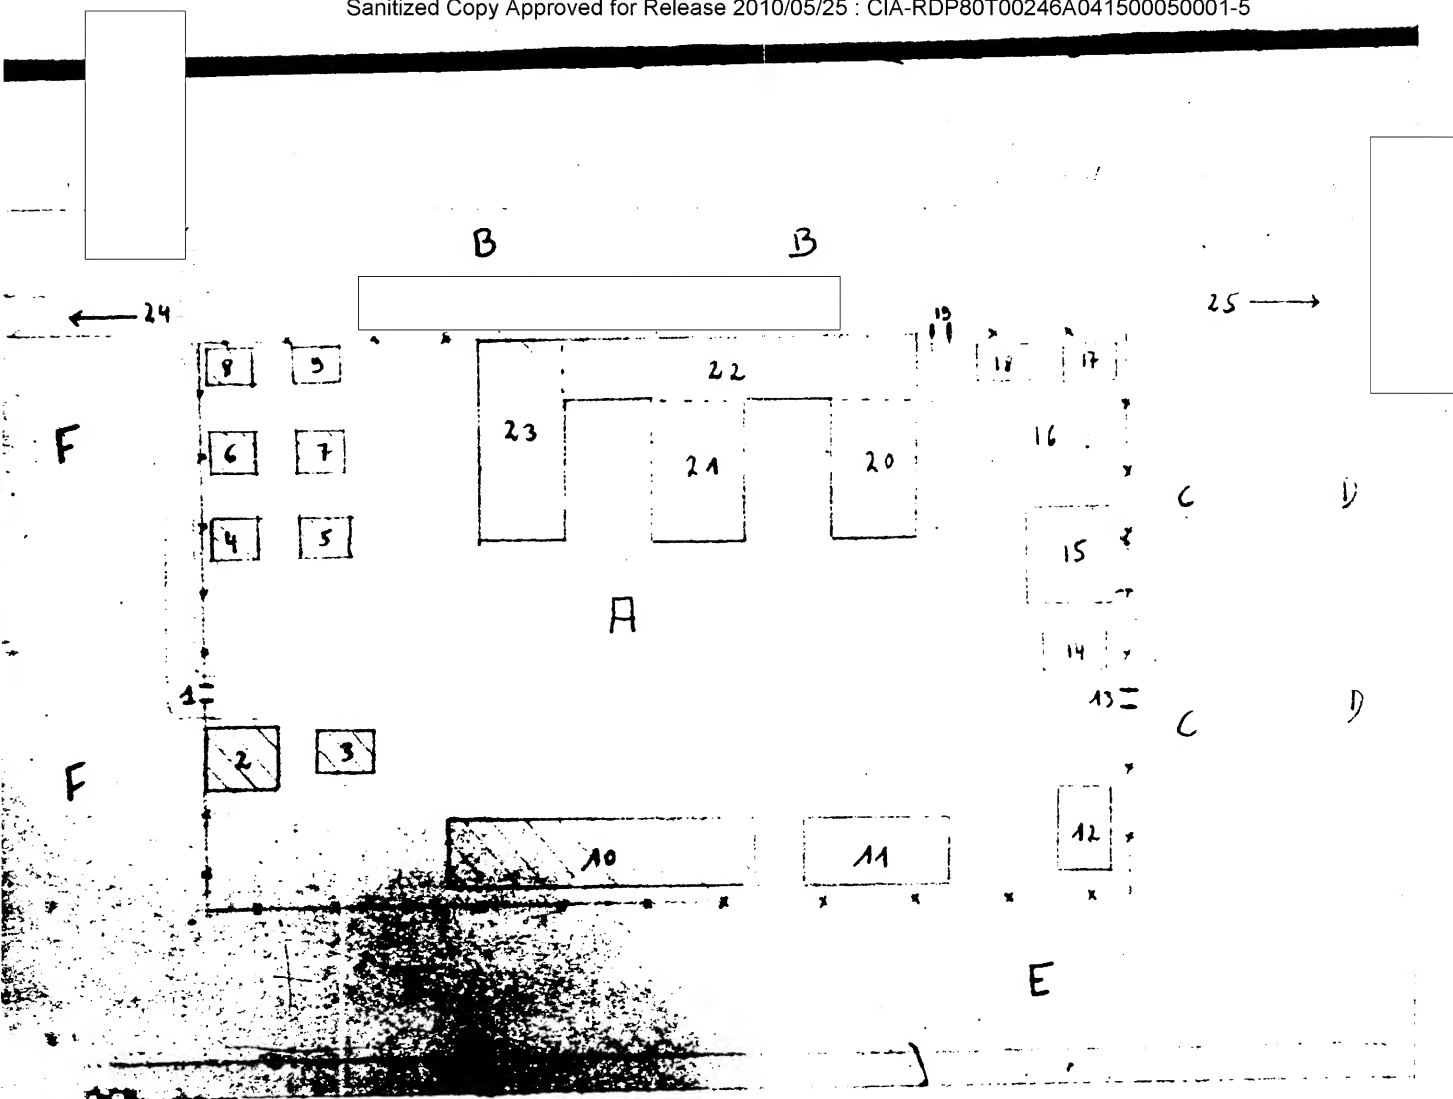 Sanitized Copy Approved for Release 2010/05/25 : CIA-RDP80T00246A041500050001-5
B B
24 25
19
8 9 22 18 17
F 23 16
6 7 21 20
C D
4 5 15
A
14
1 13
C D
2 3
F
12
10 11
E